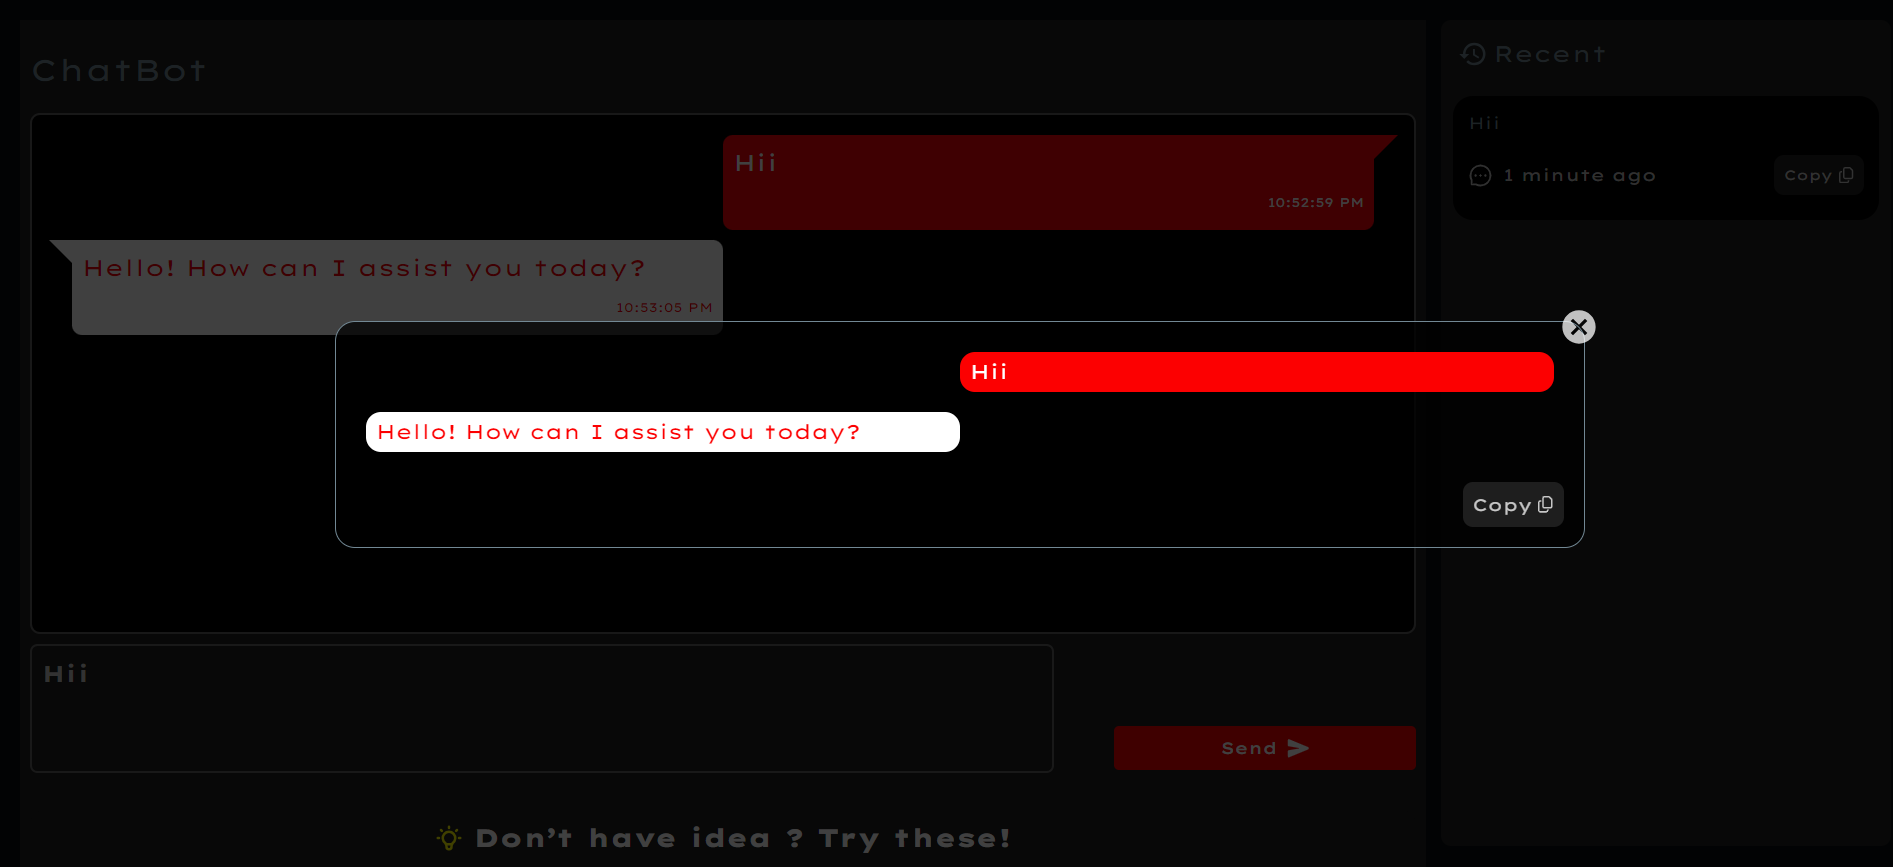 ChatBot
Hii
10:52:59 PM
Hello! How can I assist you today?
10:53:05 PM
Hii
Hello! How can I assist you today?
Copy
Hii
Send
Don’t have idea ? Try these!
Recent
Hii
1 minute ago
Copy